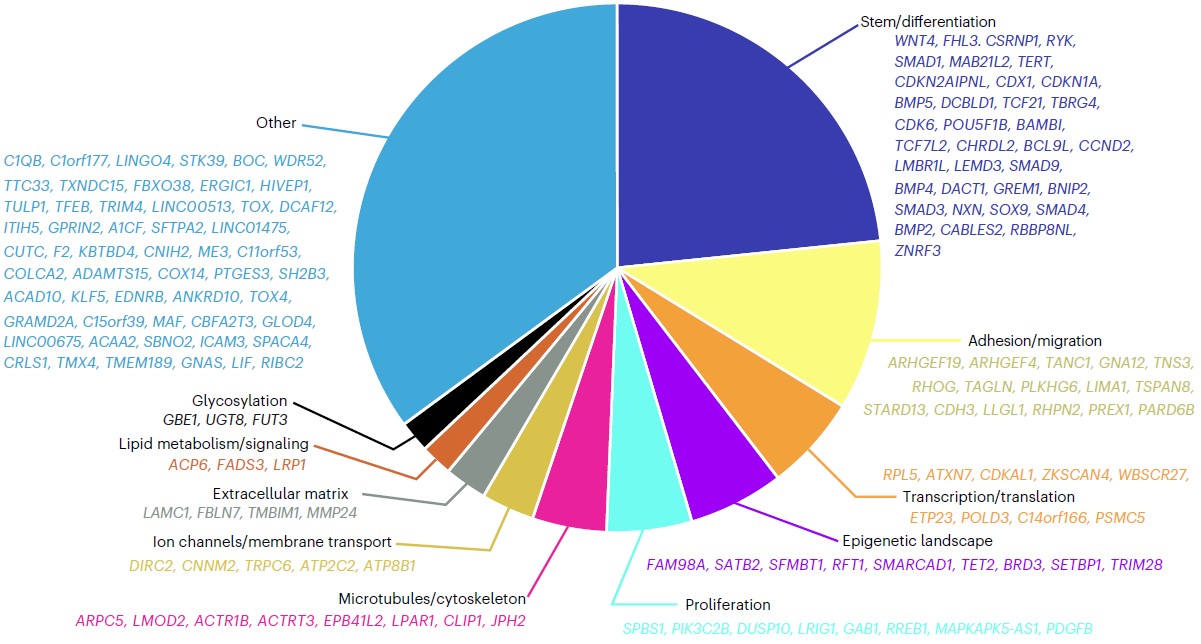 Stem/differentiation
WNT4, FHL3. CSRNP1, RYK,
SMAD1, MAB21L2, TERT,
CDKN2AIPNL, CDX1, CDKN1A,
BMP5, DCBLD1, TCF21, TBRG4,
CDK6, POU5F1B, BAMBI,
TCF7L2, CHRDL2, BCL9L, CCND2,
LMBR1L, LEMD3, SMAD9,
BMP4, DACT1, GREM1, BNIP2,
SMAD3, NXN, SOX9, SMAD4,
BMP2, CABLES2, RBBP8NL,
ZNRF3
Adhesion/migration
ARHGEF19, ARHGEF4, TANC1, GNA12, TNS3,
RHOG, TAGLN, PLKHG6, LIMA1, TSPAN8,
STARD13, CDH3, LLGL1, RHPN2, PREX1, PARD6B
RPL5, ATXN7, CDKAL1, ZKSCAN4, WBSCR27,
Transcription/translation
ETP23, POLD3, C14orf166, PSMC5
Epigenetic landscape
FAM98A, SATB2, SFMBT1, RFT1, SMARCAD1, TET2, BRD3, SETBP1, TRIM28
Proliferation
SPBS1, PIK3C2B, DUSP10, LRIG1, GAB1, RREB1, MAPKAPK5-AS1, PDGFB
Microtubules/cytoskeleton
ARPC5, LMOD2, ACTR1B, ACTRT3, EPB41L2, LPAR1, CLIP1, JPH2
Ion channels/membrane transport
DIRC2, CNNM2, TRPC6, ATP2C2, ATP8B1
Extracellular matrix
LAMC1, FBLN7, TMBIM1, MMP24
Lipid metabolism/signaling
ACP6, FADS3, LRP1
Glycosylation
GBE1, UGT8, FUT3
Other
C1QB, C1orf177, LINGO4, STK39, BOC, WDR52,
TTC33, TXNDC15, FBXO38, ERGIC1, HIVEP1,
TULP1, TFEB, TRIM4, LINC00513, TOX, DCAF12,
ITIH5, GPRIN2, A1CF, SFTPA2, LINC01475,
CUTC, F2, KBTBD4, CNIH2, ME3, C11orf53,
COLCA2, ADAMTS15, COX14, PTGES3, SH2B3,
ACAD10, KLF5, EDNRB, ANKRD10, TOX4,
GRAMD2A, C15orf39, MAF, CBFA2T3, GLOD4,
LINC00675, ACAA2, SBNO2, ICAM3, SPACA4,
CRLS1, TMX4, TMEM189, GNAS, LIF, RIBC2